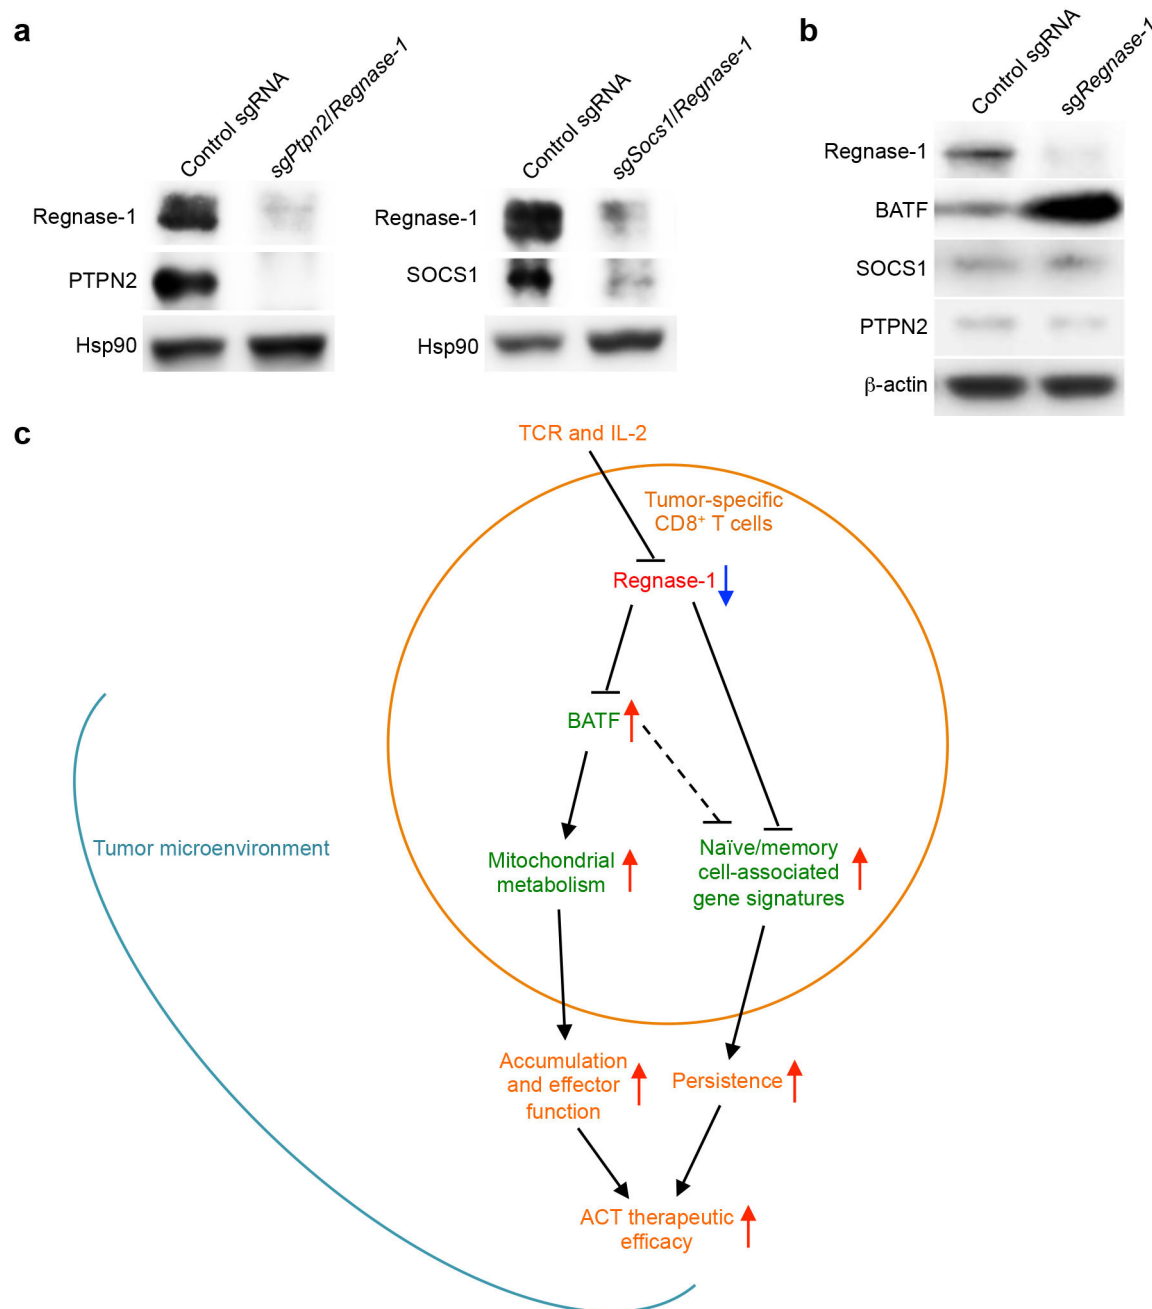 a
Control sgRNA
sgPtpn2/Regnase-1
Regnase-1
PTPN2
Hsp90
Control sgRNA
sgSocs1/Regnase-1
Regnase-1
SOCS1
Hsp90
b
Control sgRNA
sgRegnase-1
Regnase-1
BATF
SOCS1
PTPN2
β-actin
c
TCR and IL-2
Tumor-specific
CD8⁺ T cells
Regnase-1
BATF
Tumor microenvironment
Mitochondrial
metabolism
Naïve/memory
cell-associated
gene signatures
Accumulation
and effector
function
Persistence
ACT therapeutic
efficacy